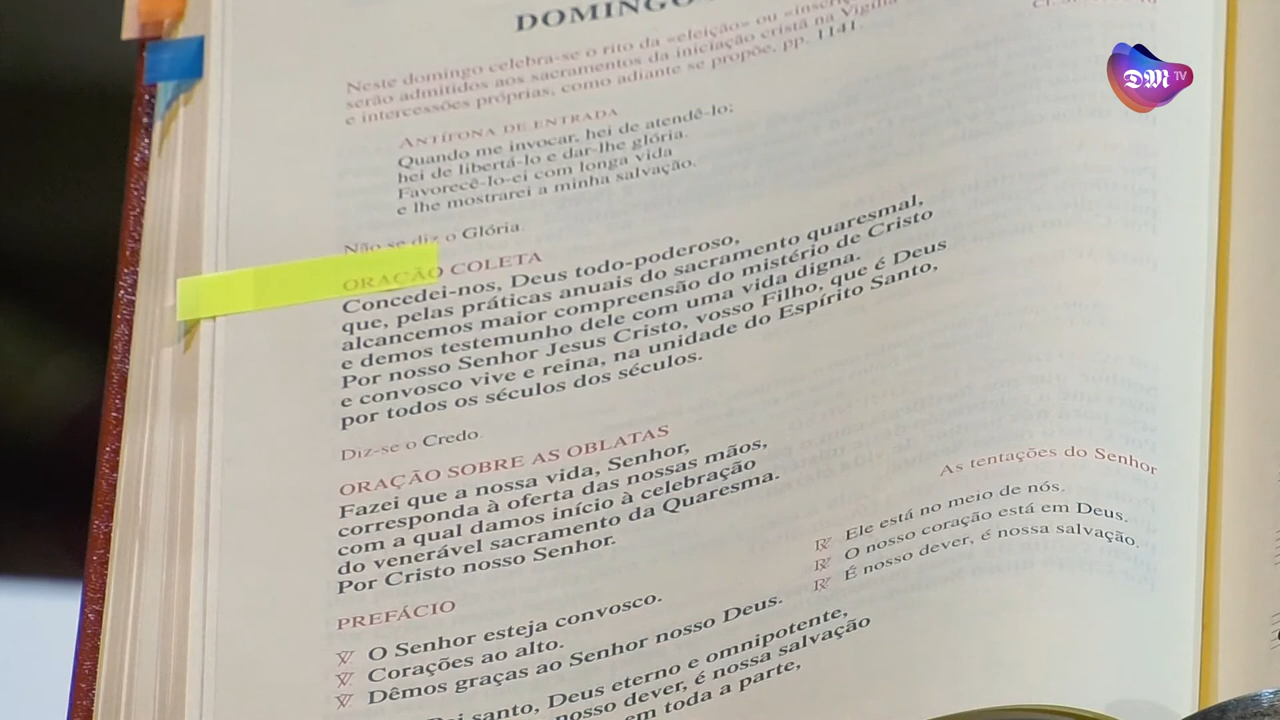 DOMINGO
Neste domingo celebra-se o rito da «eleição» ou
serão admitidos aos sacramentos da iniciação cristã na Vigília
e intercessões próprias, como adiante se propõe, pp. 1141.
ANTÍFONA DE ENTRADA
Quando me invocar, hei de atendê-lo;
hei de libertá-lo e dar-lhe glória.
Favorecê-lo-ei com longa vida
e lhe mostrarei a minha salvação.
Não se diz o Glória.
ORAÇÃO COLETA
Concedei-nos, Deus todo-poderoso,
que, pelas práticas anuais do sacramento quaresmal,
alcancemos maior compreensão do mistério de Cristo
e demos testemunho dele com uma vida digna.
Por nosso Senhor Jesus Cristo, vosso Filho, que é Deus
e convosco vive e reina, na unidade do Espírito Santo,
por todos os séculos dos séculos.
Diz-se o Credo.
ORAÇÃO SOBRE AS OBLATAS
Fazei que a nossa vida, Senhor,
corresponda à oferta das nossas mãos,
com a qual damos início à celebração
do venerável sacramento da Quaresma.
Por Cristo nosso Senhor.
PREFÁCIO
As tentações do Senhor
℣ O Senhor esteja convosco.
℟ Ele está no meio de nós.
℣ Corações ao alto.
℟ O nosso coração está em Deus.
℣ Dêmos graças ao Senhor nosso Deus.
℟ É nosso dever, é nossa salvação.
santo, Deus eterno e omnipotente,
nosso dever, é nossa salvação
em toda a parte,
DM TV